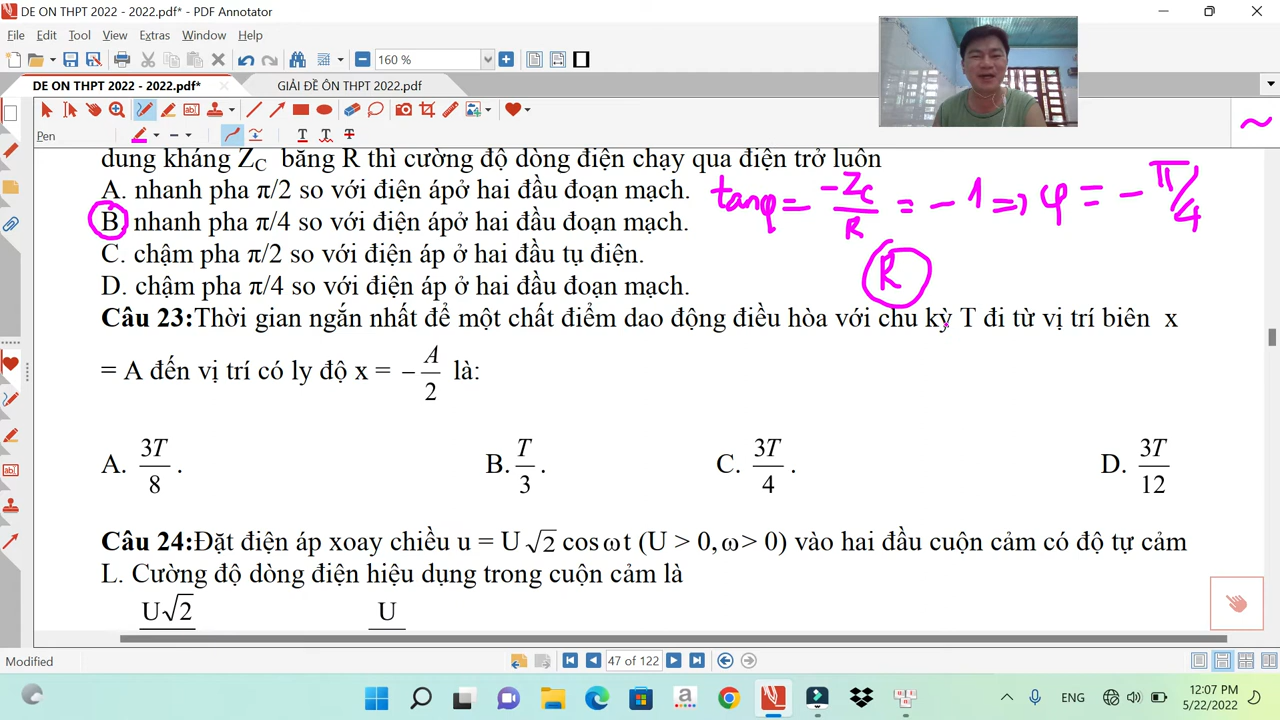 DE ON THPT 2022 - 2022.pdf* - PDF Annotator
File Edit Tool View Extras Window Help
160 %
DE ON THPT 2022 - 2022.pdf* GIẢI ĐỀ ÔN THPT 2022.pdf
Pen
dung kháng Z_C bằng R thì cường độ dòng điện chạy qua điện trở luôn
A. nhanh pha π/2 so với điện ápở hai đầu đoạn mạch.
B. nhanh pha π/4 so với điện ápở hai đầu đoạn mạch.
C. chậm pha π/2 so với điện áp ở hai đầu tụ điện.
D. chậm pha π/4 so với điện áp ở hai đầu đoạn mạch.
tanφ = -Z_C/R = -1 => φ = -π/4
R
Câu 23:Thời gian ngắn nhất để một chất điểm dao động điều hòa với chu kỳ T đi từ vị trí biên x
= A đến vị trí có ly độ x = -A/2 là:
A. 3T/8 . B. T/3 . C. 3T/4 . D. 3T/12
Câu 24:Đặt điện áp xoay chiều u = U√2 cosωt (U > 0, ω > 0) vào hai đầu cuộn cảm có độ tự cảm
L. Cường độ dòng điện hiệu dụng trong cuộn cảm là
U√2 U
Modified 47 of 122
ENG 12:07 PM
5/22/2022